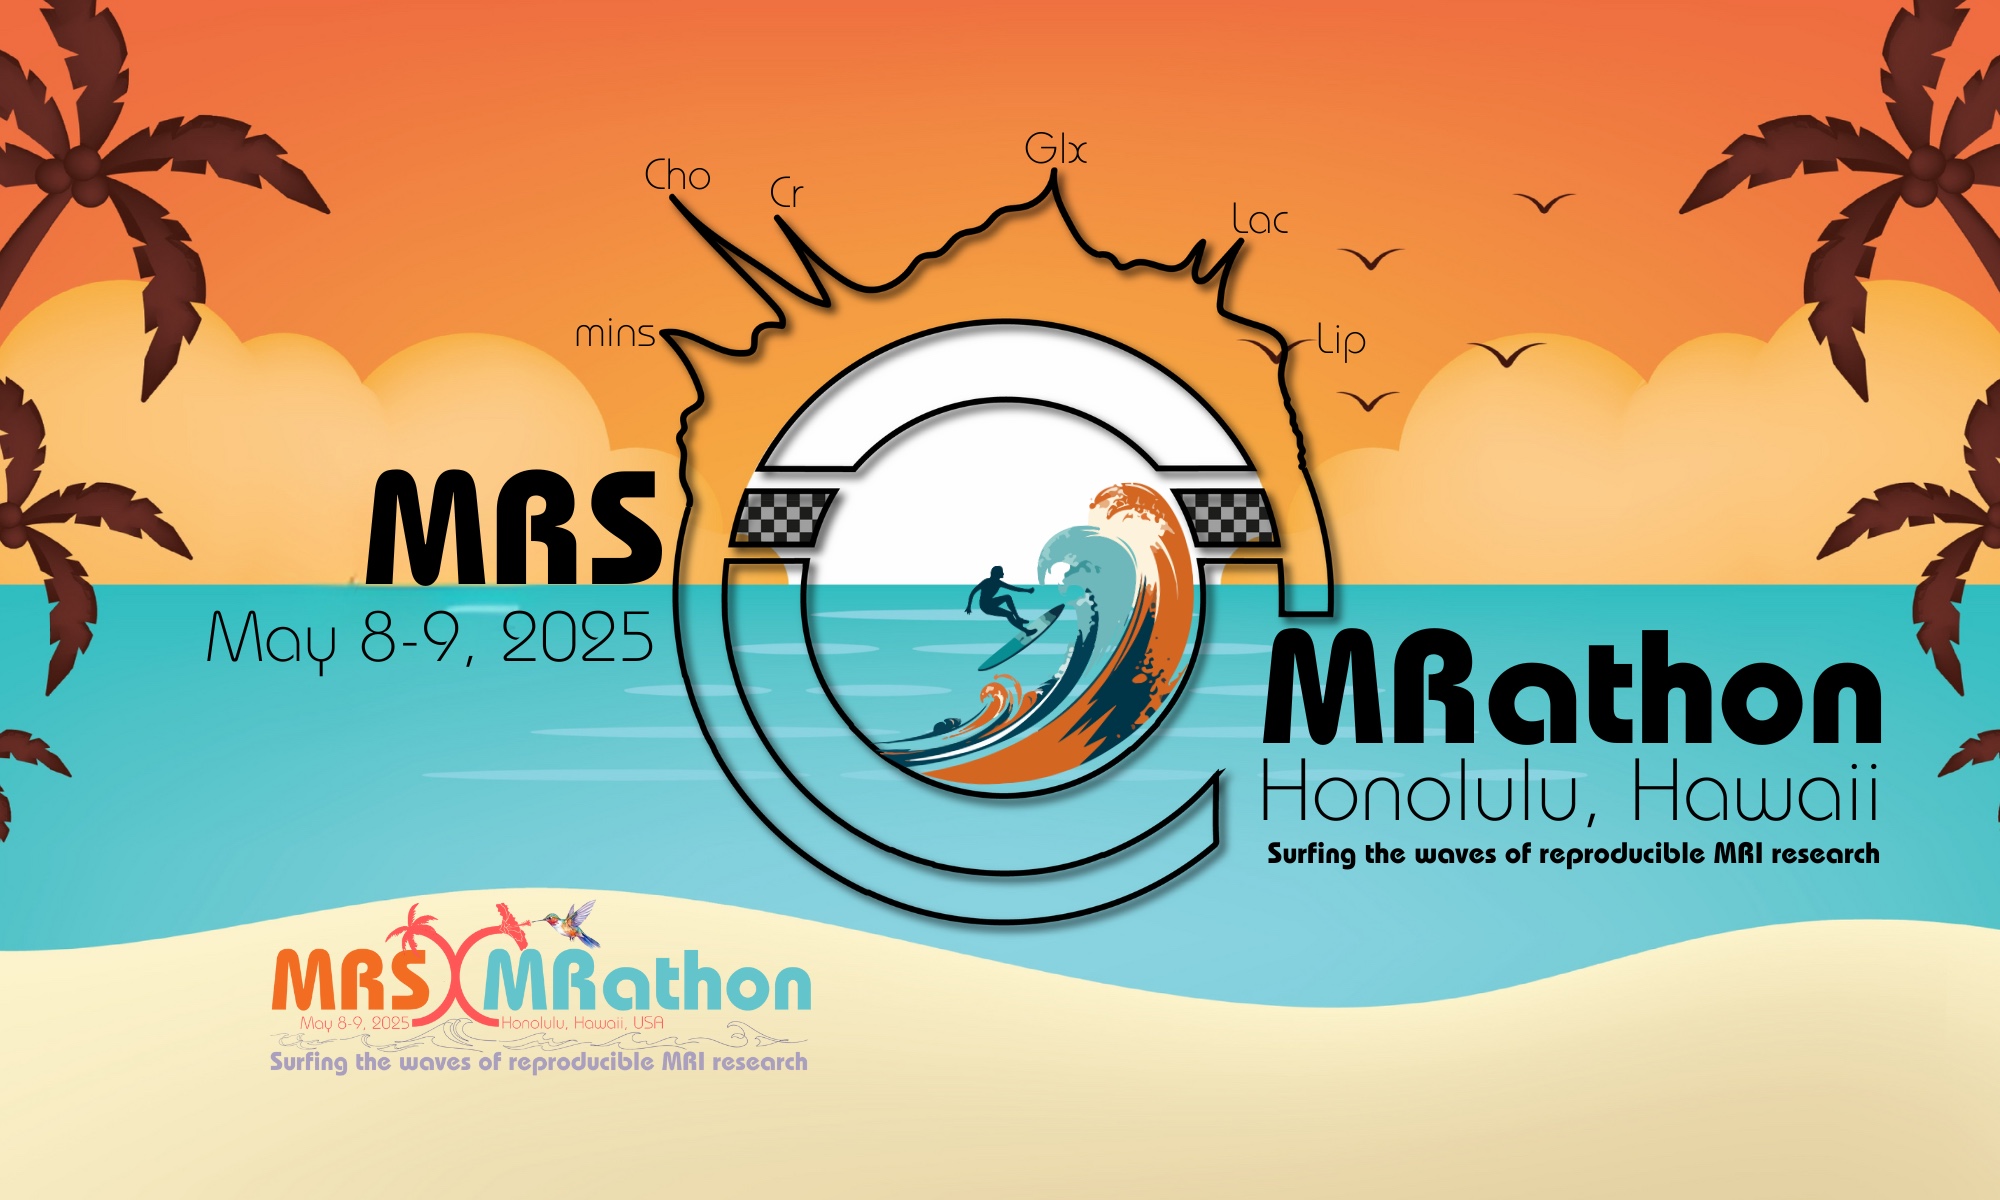 Glx
Cho
Cr
Lac
mins
Lip
MRS
May 8-9, 2025
MRathon
Honolulu, Hawaii
Surfing the waves of reproducible MRI research
MRS MRathon
May 8-9, 2025 Honolulu, Hawaii, USA
Surfing the waves of reproducible MRI research